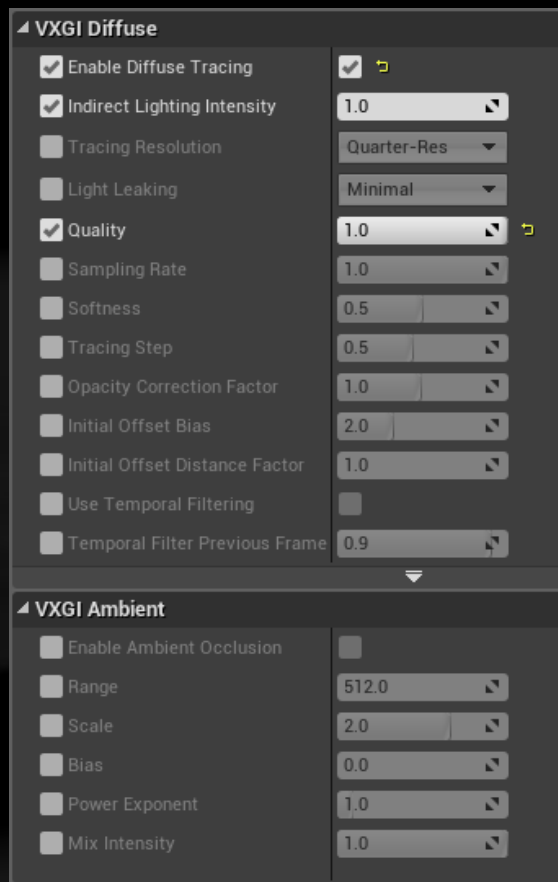 VXGI Diffuse
Enable Diffuse Tracing
Indirect Lighting Intensity 1.0
Tracing Resolution Quarter-Res
Light Leaking Minimal
Quality 1.0
Sampling Rate 1.0
Softness 0.5
Tracing Step 0.5
Opacity Correction Factor 1.0
Initial Offset Bias 2.0
Initial Offset Distance Factor 1.0
Use Temporal Filtering
Temporal Filter Previous Frame 0.9
VXGI Ambient
Enable Ambient Occlusion
Range 512.0
Scale 2.0
Bias 0.0
Power Exponent 1.0
Mix Intensity 1.0